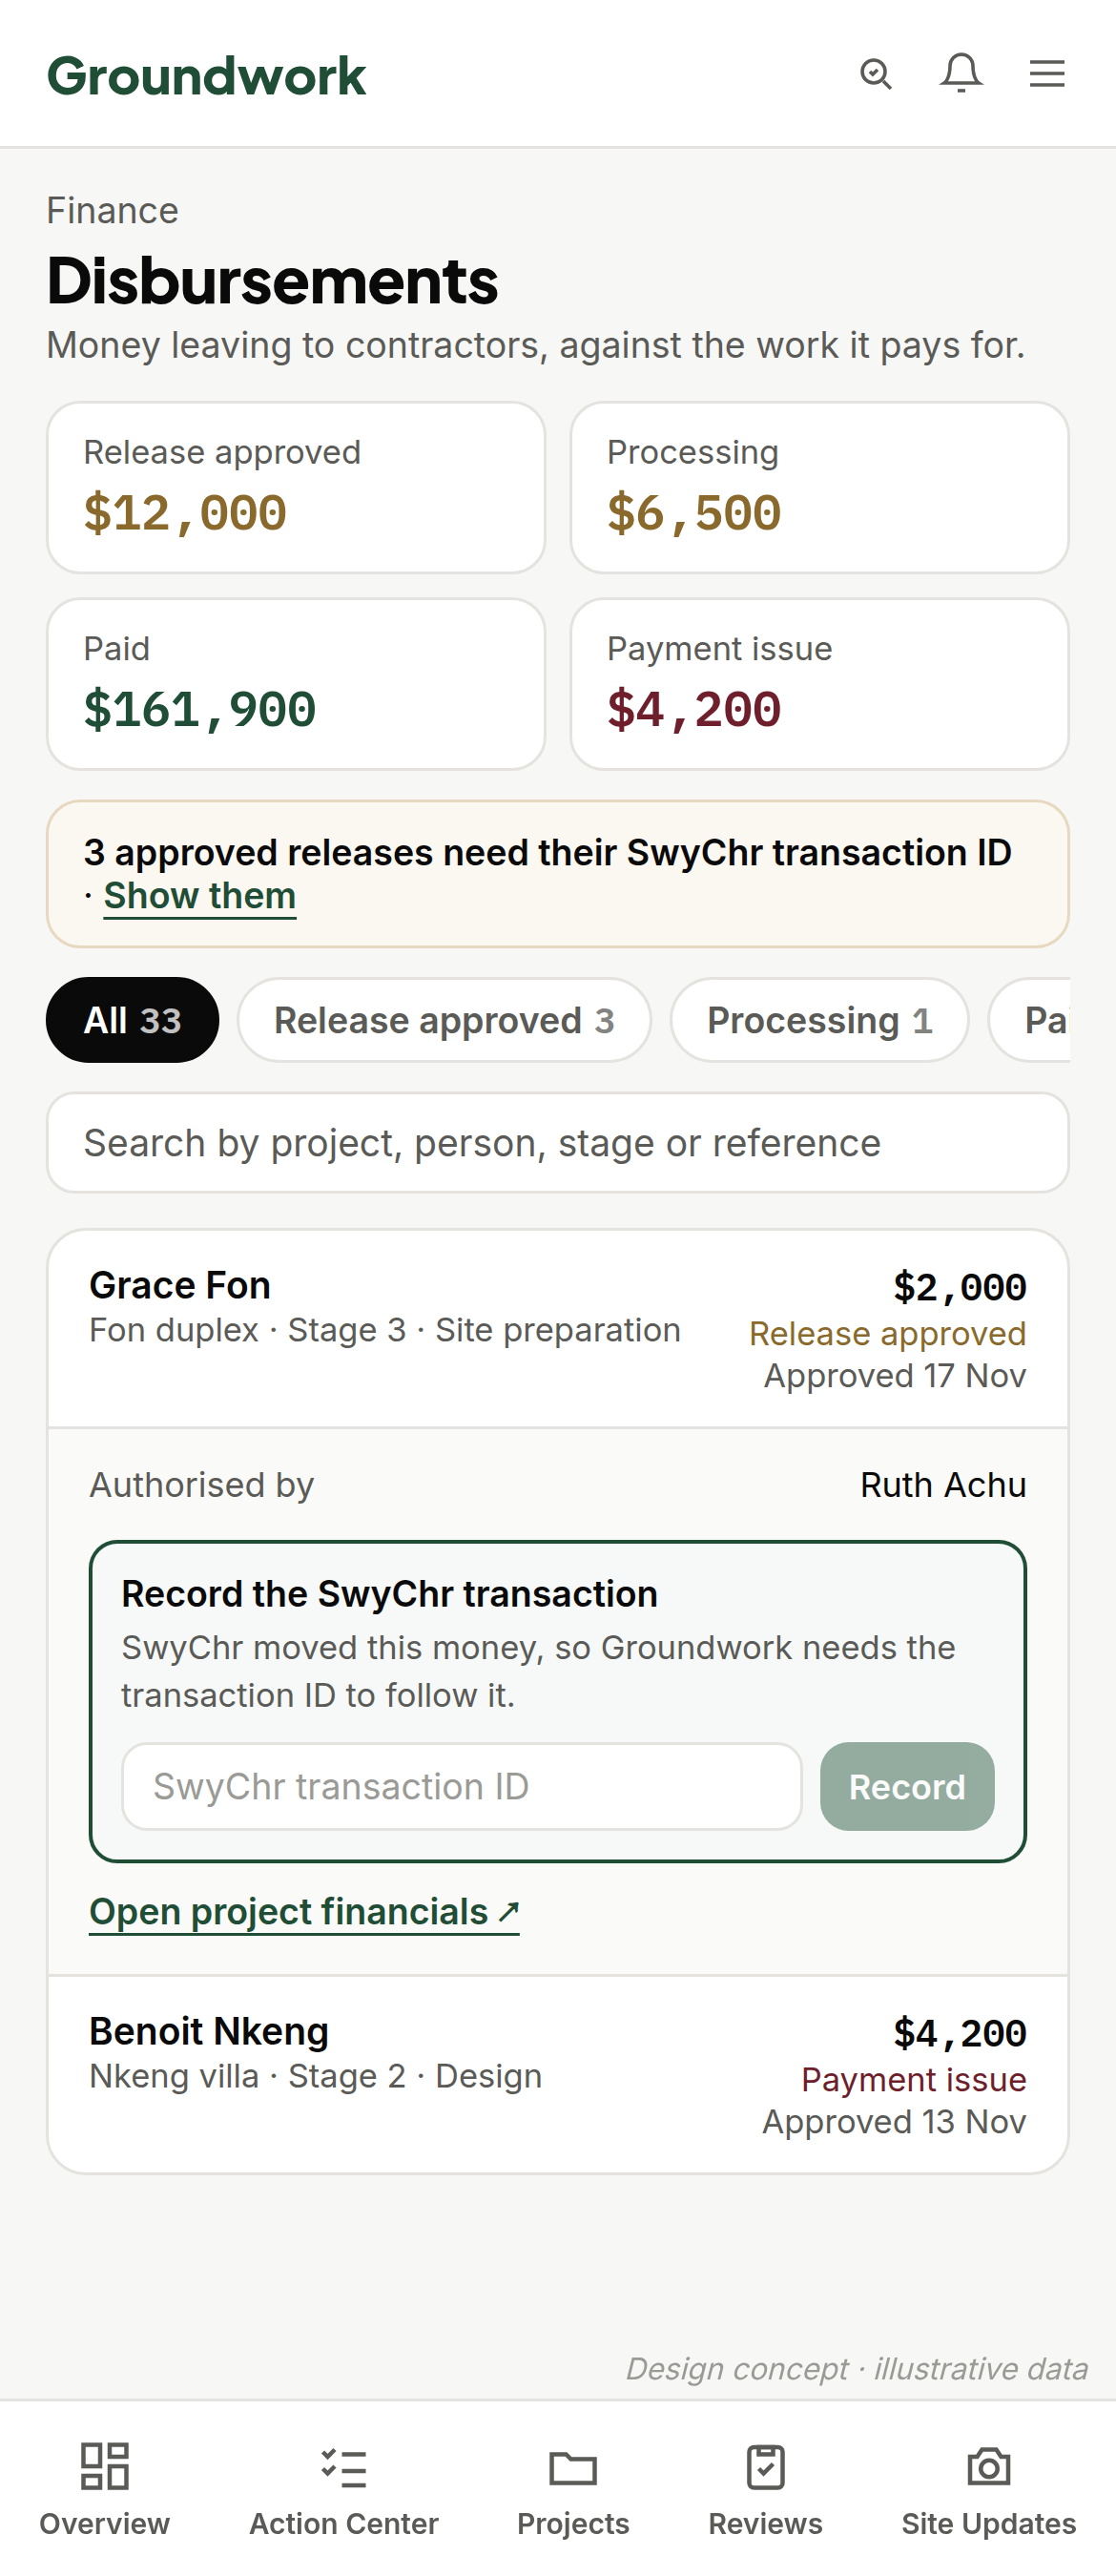 Groundwork
Finance
Disbursements
Money leaving to contractors, against the work it pays for.
Release approved
$12,000
Processing
$6,500
Paid
$161,900
Payment issue
$4,200
3 approved releases need their SwyChr transaction ID
· Show them
All 33
Release approved 3
Processing 1
Pai
Search by project, person, stage or reference
Grace Fon
$2,000
Fon duplex · Stage 3 · Site preparation
Release approved
Approved 17 Nov
Authorised by
Ruth Achu
Record the SwyChr transaction
SwyChr moved this money, so Groundwork needs the
transaction ID to follow it.
SwyChr transaction ID
Record
Open project financials ↗
Benoit Nkeng
$4,200
Nkeng villa · Stage 2 · Design
Payment issue
Approved 13 Nov
Design concept · illustrative data
Overview
Action Center
Projects
Reviews
Site Updates